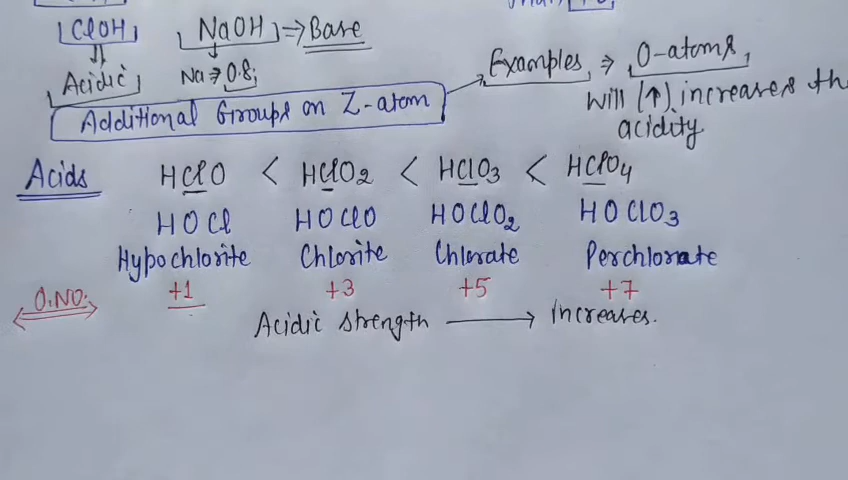 ClOH NaOH ⇒ Base
Acidic Na ⇒ 0.8;
Additional Groups on Z-atom
Examples ⇒ O-atoms,
will (↑) increases the
acidity
Acids HClO < HClO2 < HClO3 < HClO4
HOCl HOClO HOClO2 HOClO3
Hypochlorite Chlorite Chlorate Perchlorate
O.NO. +1 +3 +5 +7
Acidic strength ⟶ increases.